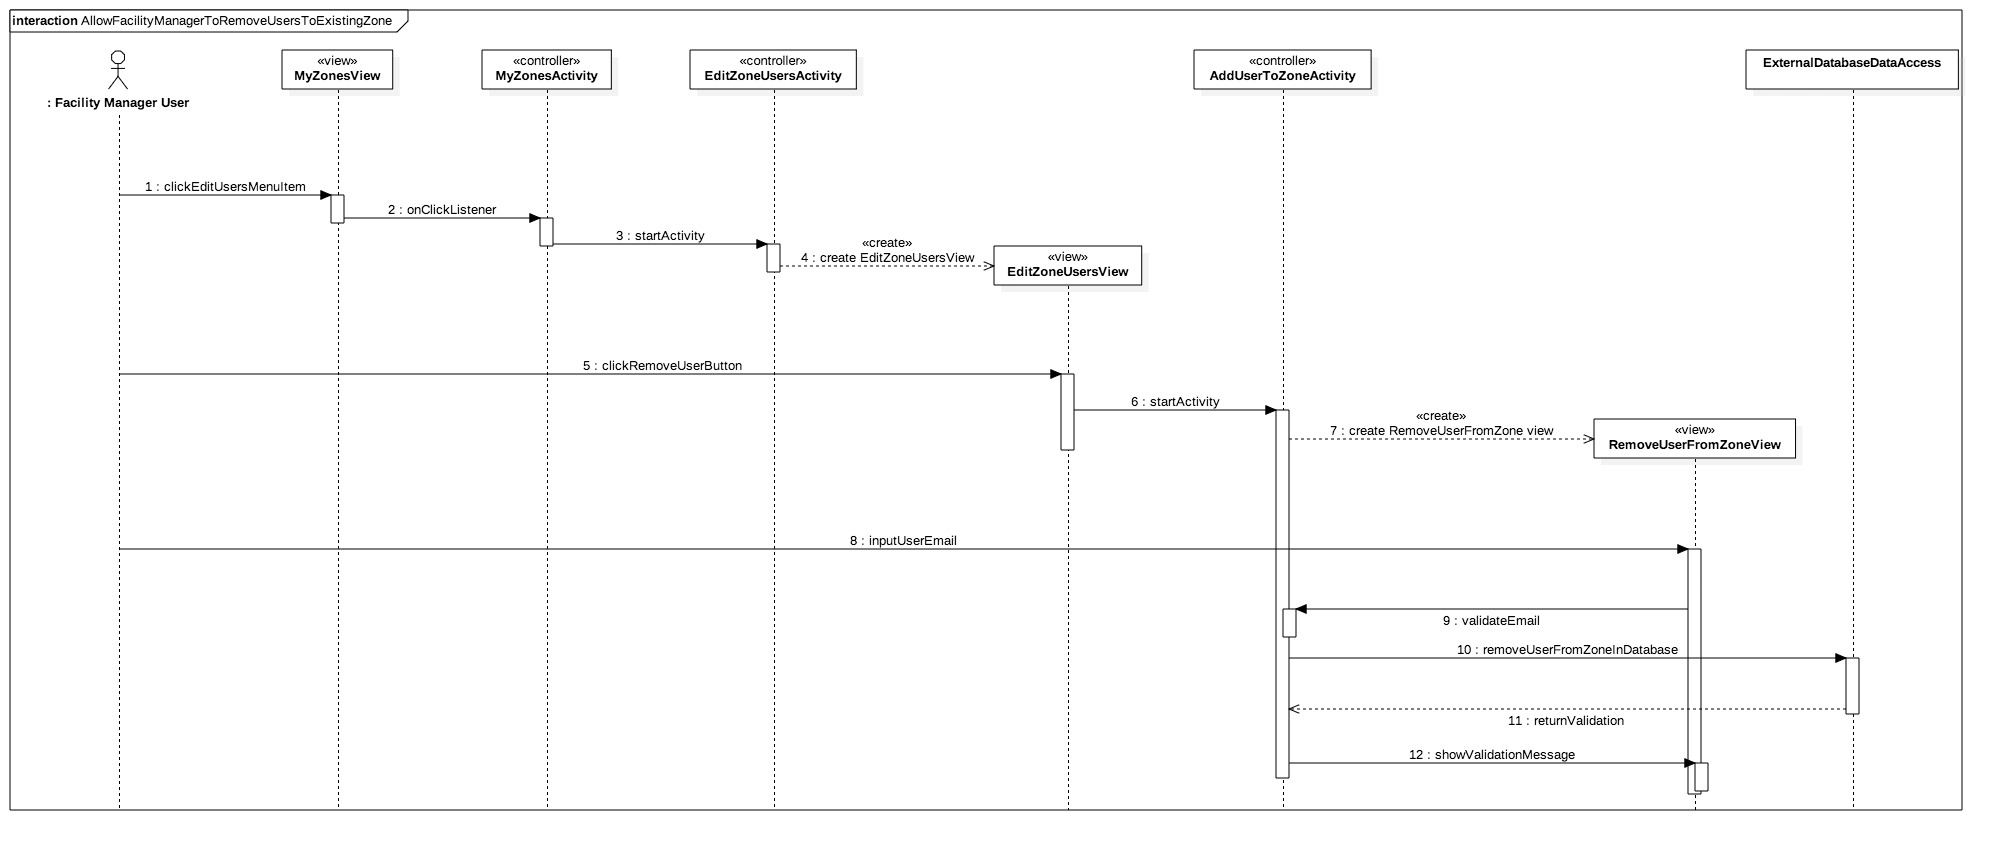 interaction AllowFacilityManagerToRemoveUsersToExistingZone
: Facility Manager User
«view»
MyZonesView
«controller»
MyZonesActivity
«controller»
EditZoneUsersActivity
«controller»
AddUserToZoneActivity
ExternalDatabaseDataAccess
1 : clickEditUsersMenuItem
2 : onClickListener
3 : startActivity
«create»
4 : create EditZoneUsersView
«view»
EditZoneUsersView
5 : clickRemoveUserButton
6 : startActivity
«create»
7 : create RemoveUserFromZone view
«view»
RemoveUserFromZoneView
8 : inputUserEmail
9 : validateEmail
10 : removeUserFromZoneInDatabase
11 : returnValidation
12 : showValidationMessage